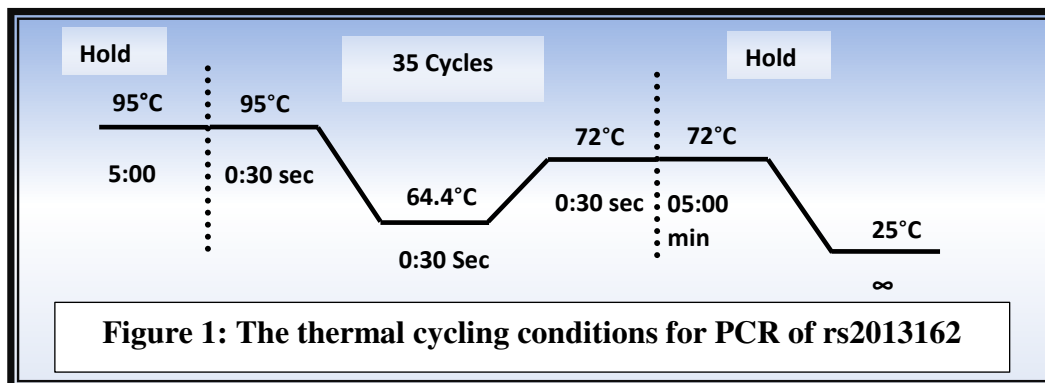 Hold
35 Cycles
Hold
95°C
95°C
72°C
72°C
5:00
0:30 sec
64.4°C
0:30 sec
05:00
min
25°C
0:30 Sec
∞
Figure 1: The thermal cycling conditions for PCR of rs2013162